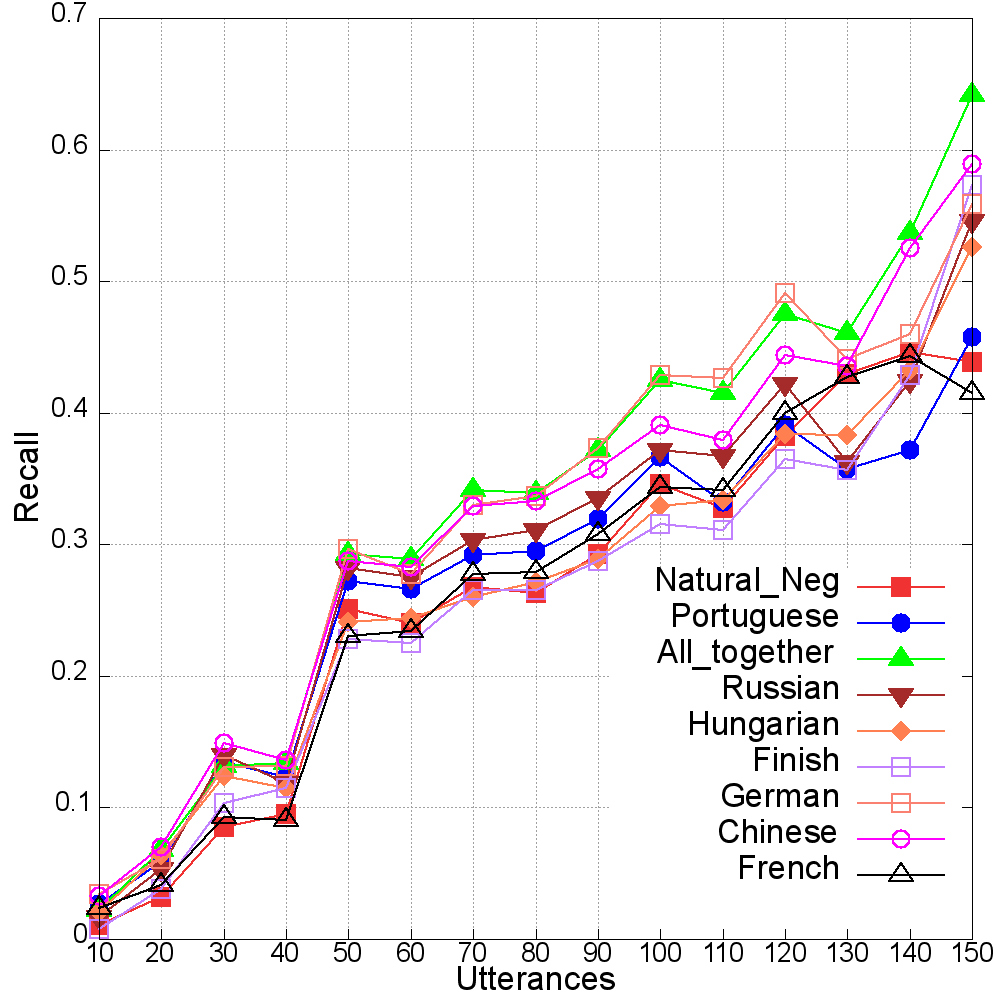 0.7
0.6
0.5
0.4
0.3
0.2
0.1
0
Recall
10 20 30 40 50 60 70 80 90 100 110 120 130 140 150
Utterances
Natural_Neg
Portuguese
All_together
Russian
Hungarian
Finish
German
Chinese
French